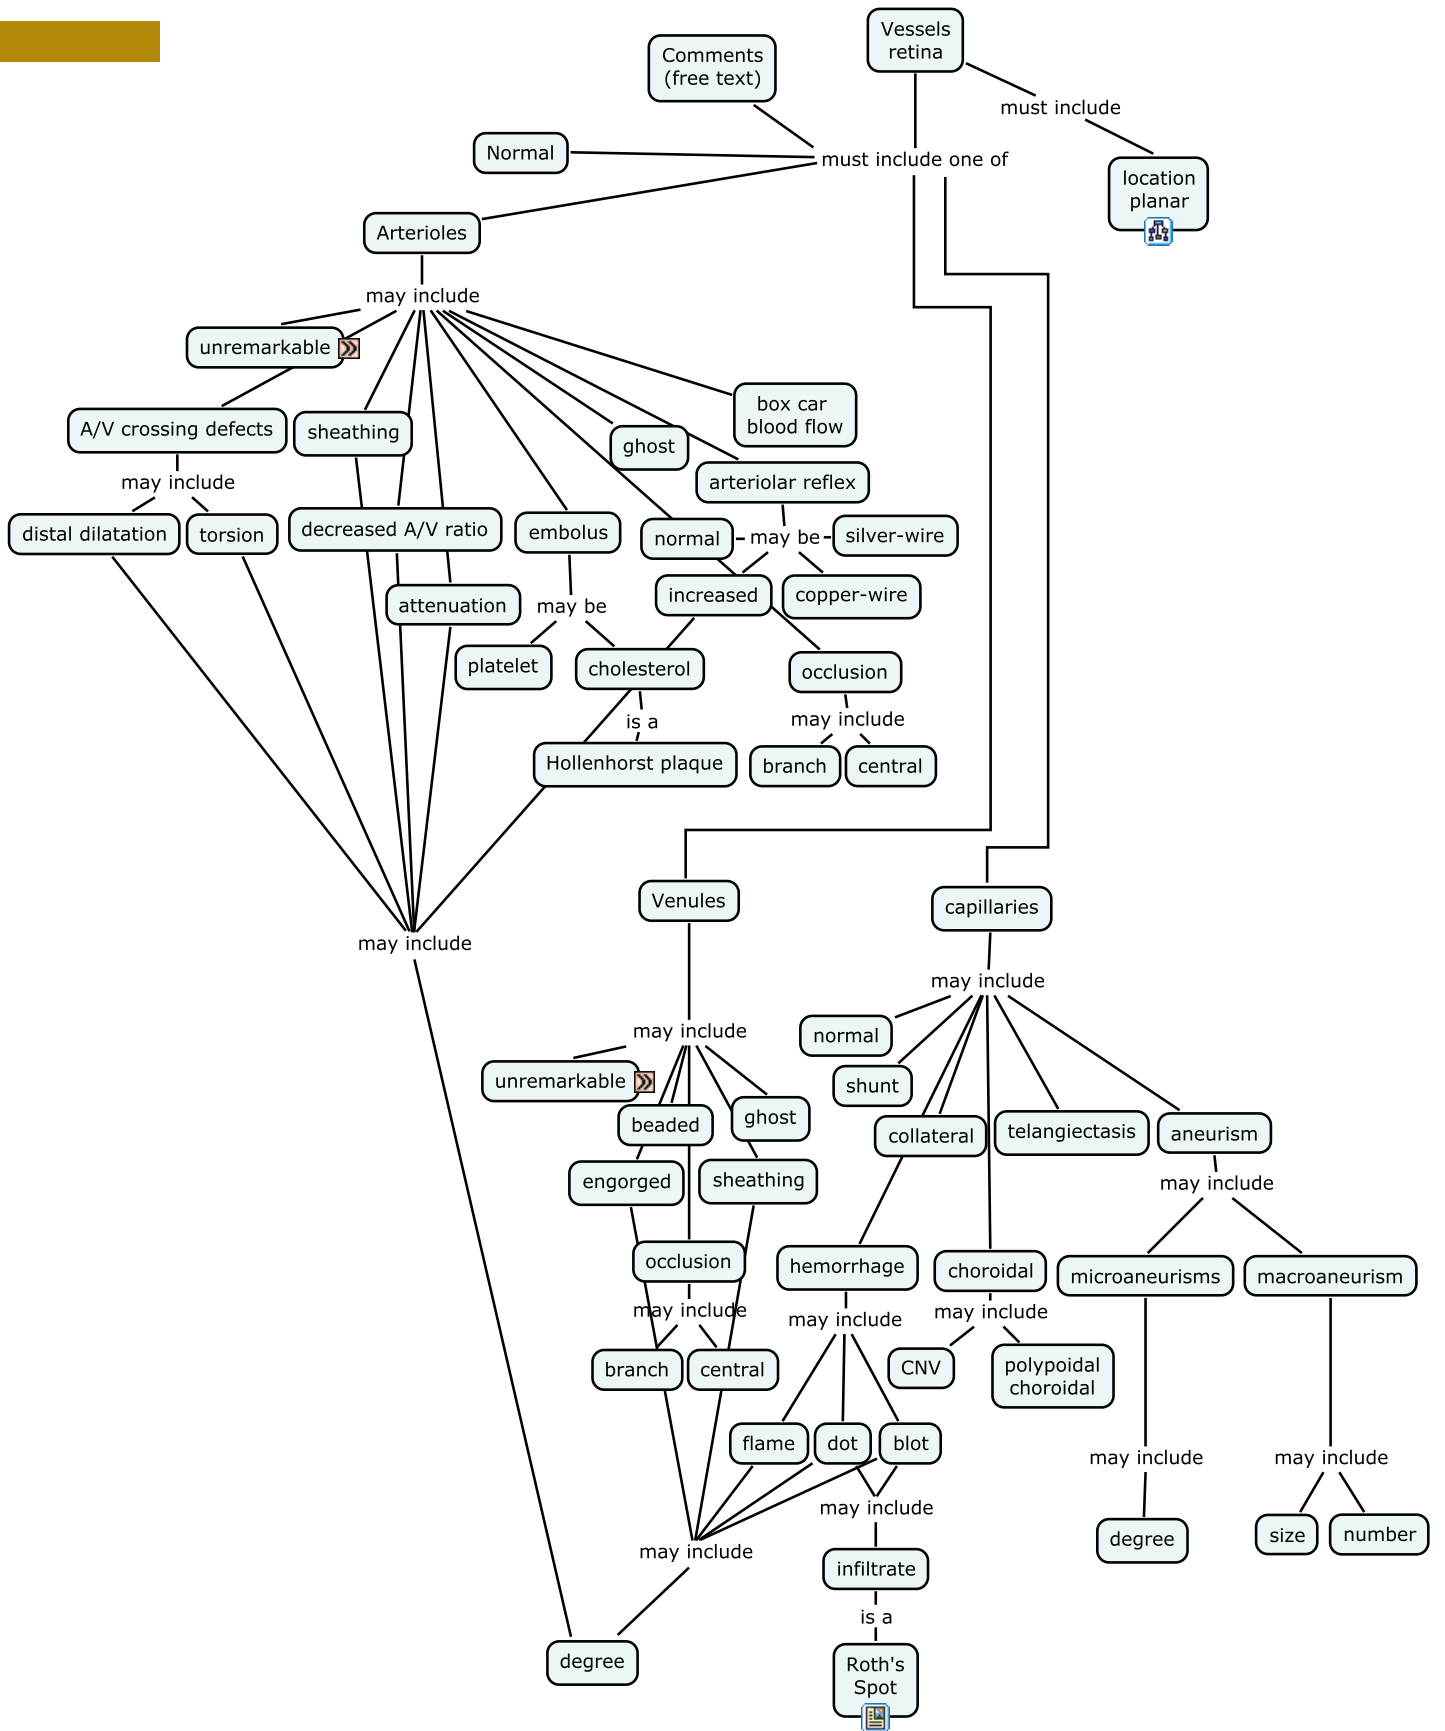 Vessels
retina
Comments
(free text)
must include
Normal
must include one of
location
planar
Arterioles
may include
unremarkable
box car
blood flow
A/V crossing defects
sheathing
ghost
may include
arteriolar reflex
distal dilatation
torsion
decreased A/V ratio
embolus
normal
may be
silver-wire
attenuation
may be
increased
copper-wire
platelet
cholesterol
occlusion
is a
may include
Hollenhorst plaque
branch
central
Venules
capillaries
may include
may include
may include
normal
unremarkable
shunt
beaded
ghost
collateral
telangiectasis
aneurism
engorged
sheathing
may include
occlusion
hemorrhage
choroidal
microaneurisms
macroaneurism
may include
may include
may include
branch
central
CNV
polypoidal
choroidal
flame
dot
blot
may include
may include
may include
degree
size
number
may include
infiltrate
is a
degree
Roth's
Spot